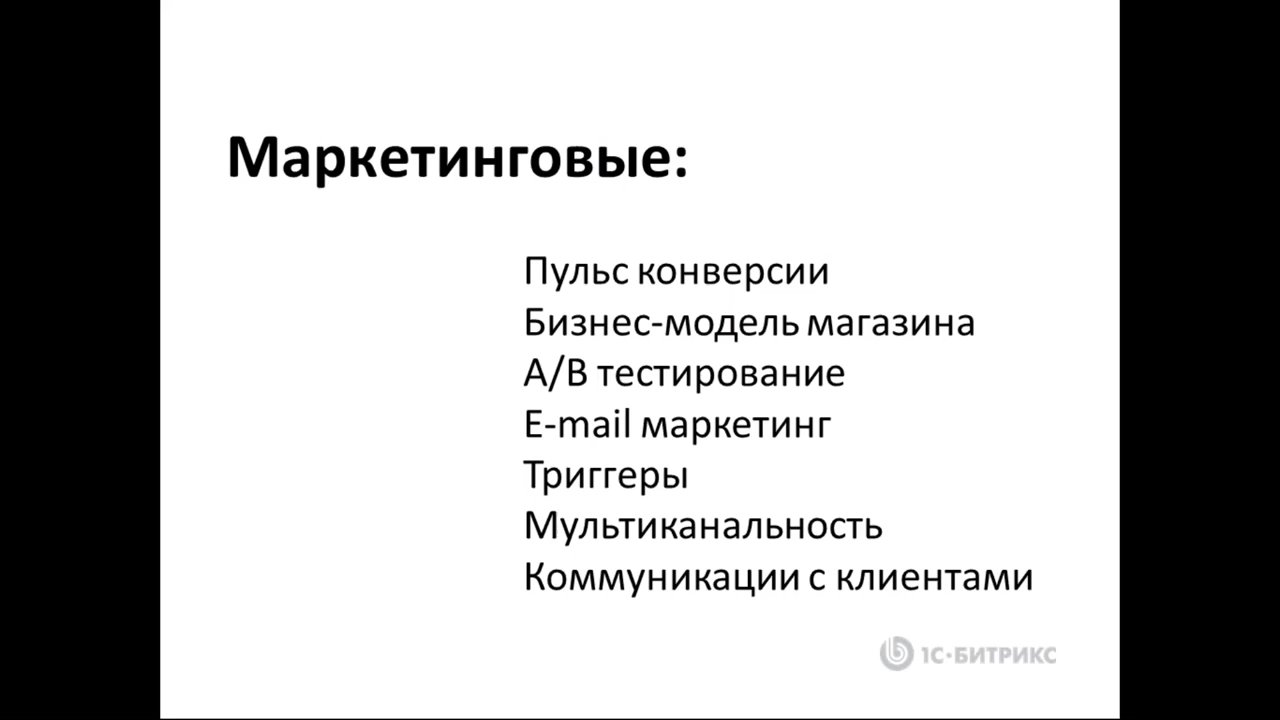 Маркетинговые:
Пульс конверсии
Бизнес-модель магазина
А/В тестирование
E-mail маркетинг
Триггеры
Мультиканальность
Коммуникации с клиентами
1С·БИТРИКС